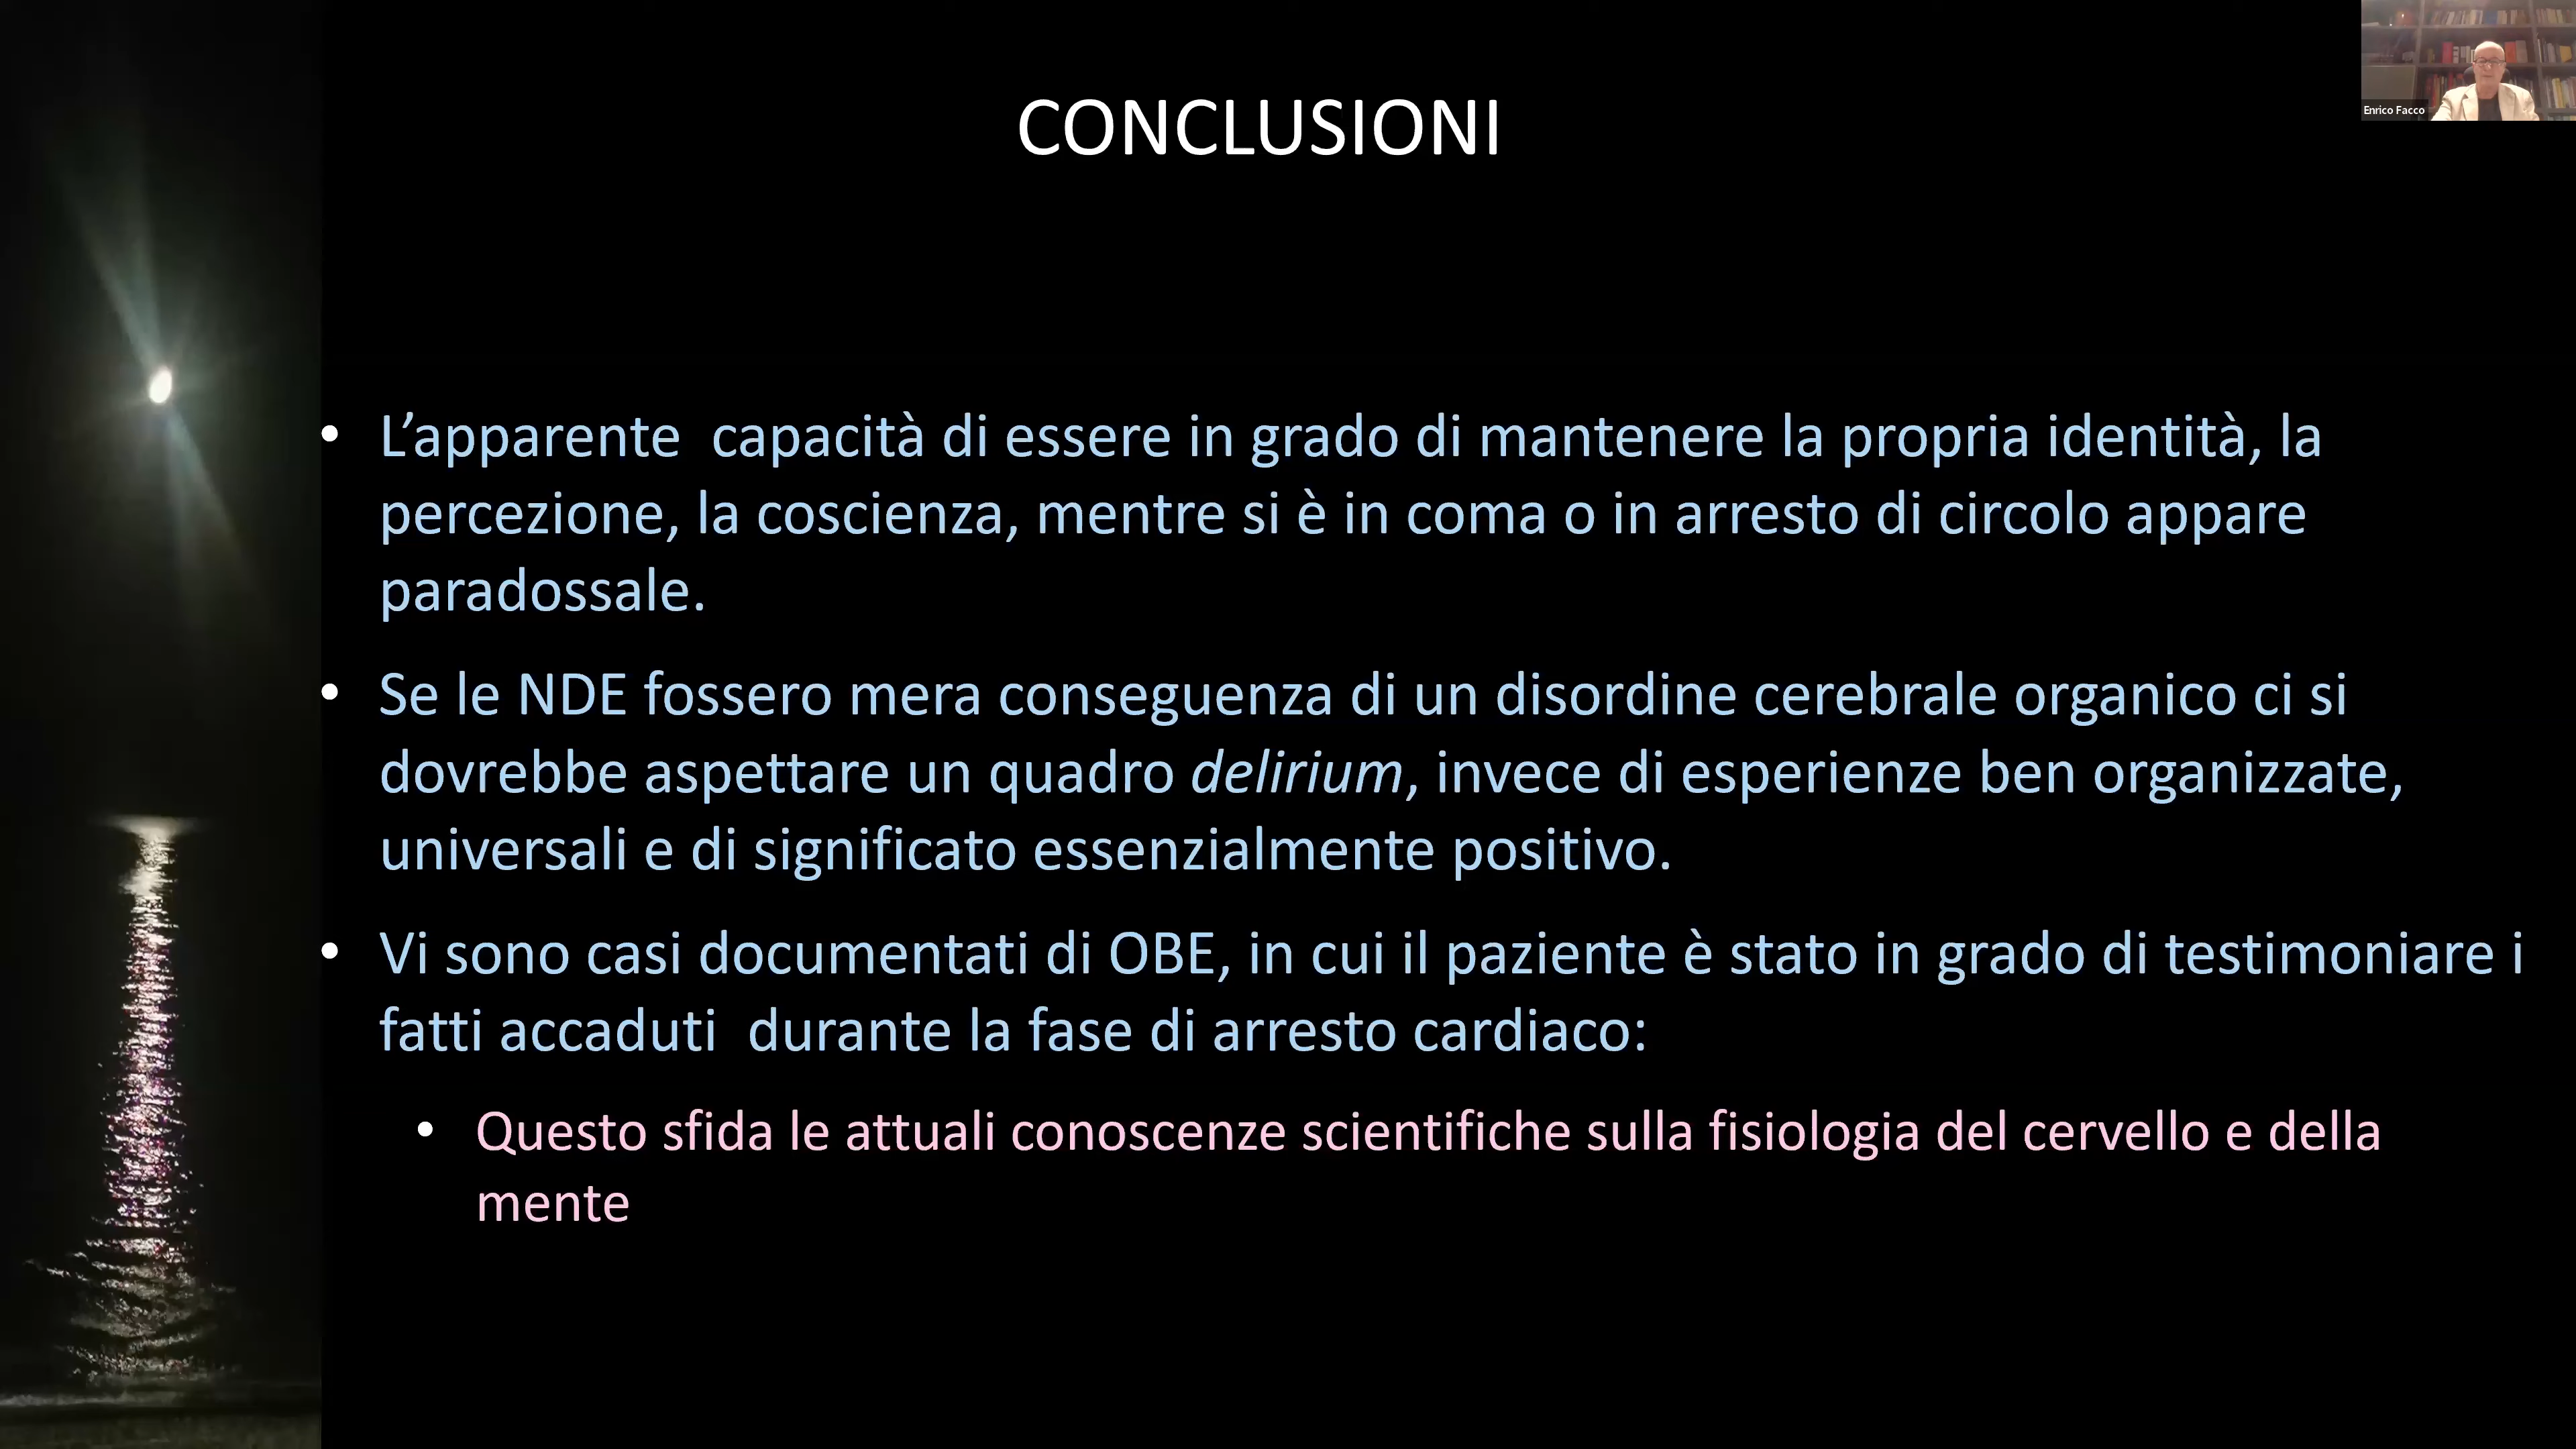 CONCLUSIONI
Enrico Facco
• L’apparente  capacità di essere in grado di mantenere la propria identità, la
percezione, la coscienza, mentre si è in coma o in arresto di circolo appare
paradossale.
• Se le NDE fossero mera conseguenza di un disordine cerebrale organico ci si
dovrebbe aspettare un quadro delirium, invece di esperienze ben organizzate,
universali e di significato essenzialmente positivo.
• Vi sono casi documentati di OBE, in cui il paziente è stato in grado di testimoniare i
fatti accaduti  durante la fase di arresto cardiaco:
• Questo sfida le attuali conoscenze scientifiche sulla fisiologia del cervello e della
mente